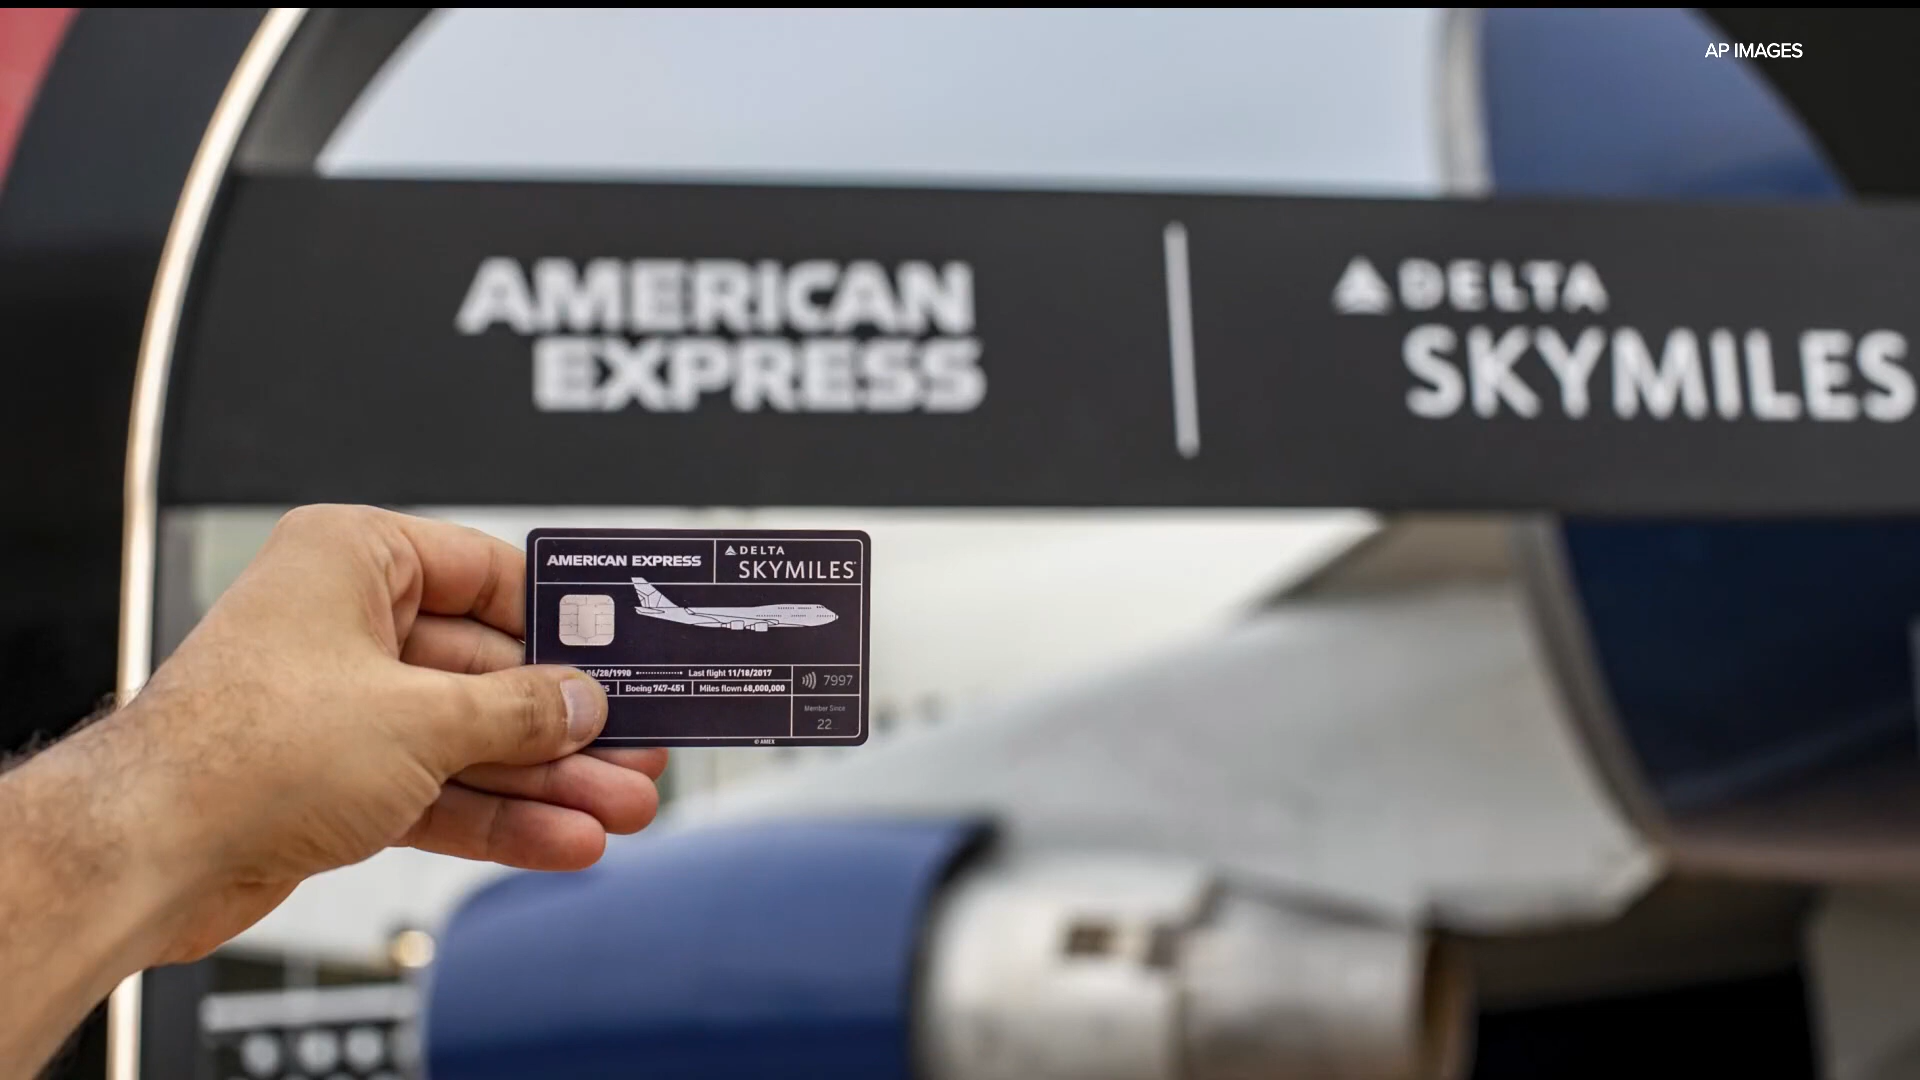 AP IMAGES
AMERICAN
EXPRESS
DELTA
SKYMILES
AMERICAN EXPRESS
DELTA
SKYMILES
06/28/1990 Last flight 11/18/2017
Boeing 747-451 Miles flown 68,000,000
7997
Member Since
22
© AMEX